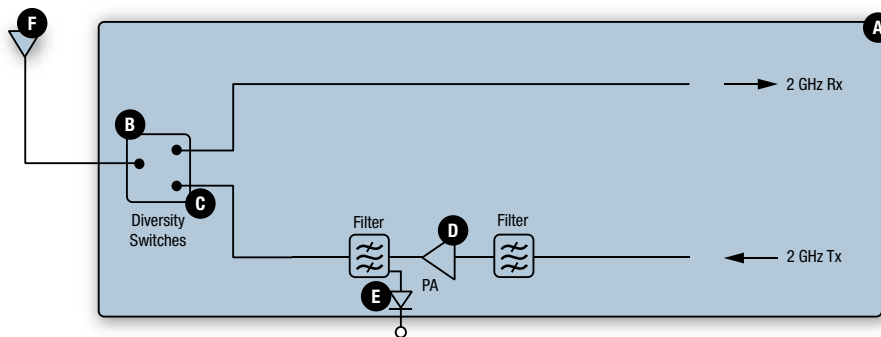 F
A
2 GHz Rx
B
C
Diversity
Switches
Filter
D
Filter
PA
2 GHz Tx
E